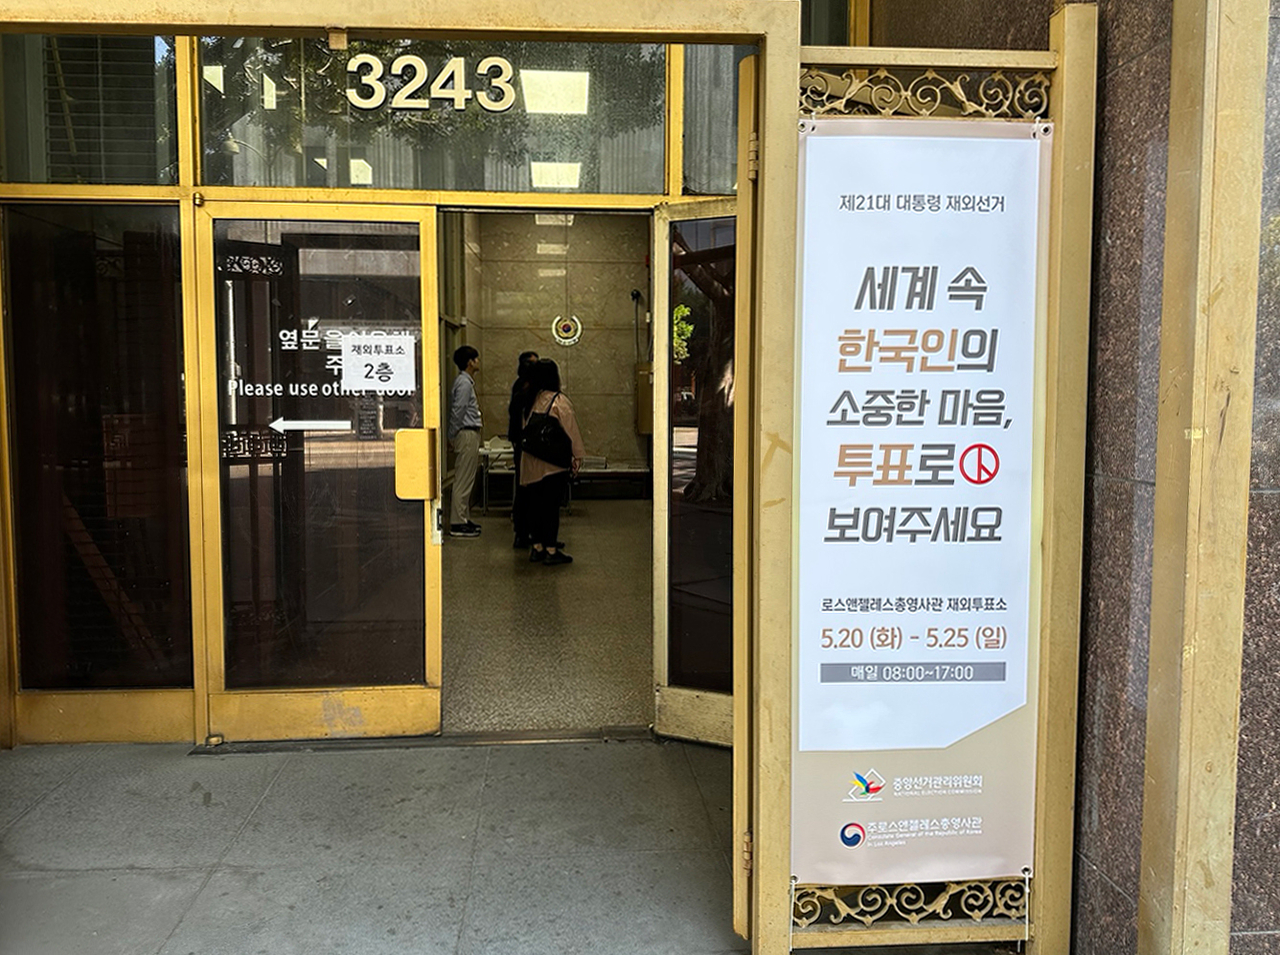 3243
옆문을
재외투표소
2층
Please use other door
제21대 대통령 재외선거
세계 속
한국인의
소중한 마음,
투표로
보여주세요
로스앤젤레스총영사관 재외투표소
5.20 (화) - 5.25 (일)
매일 08:00~17:00
중앙선거관리위원회
NATIONAL ELECTION COMMISSION
주로스앤젤레스총영사관
Consulate General of the Republic of Korea
in Los Angeles